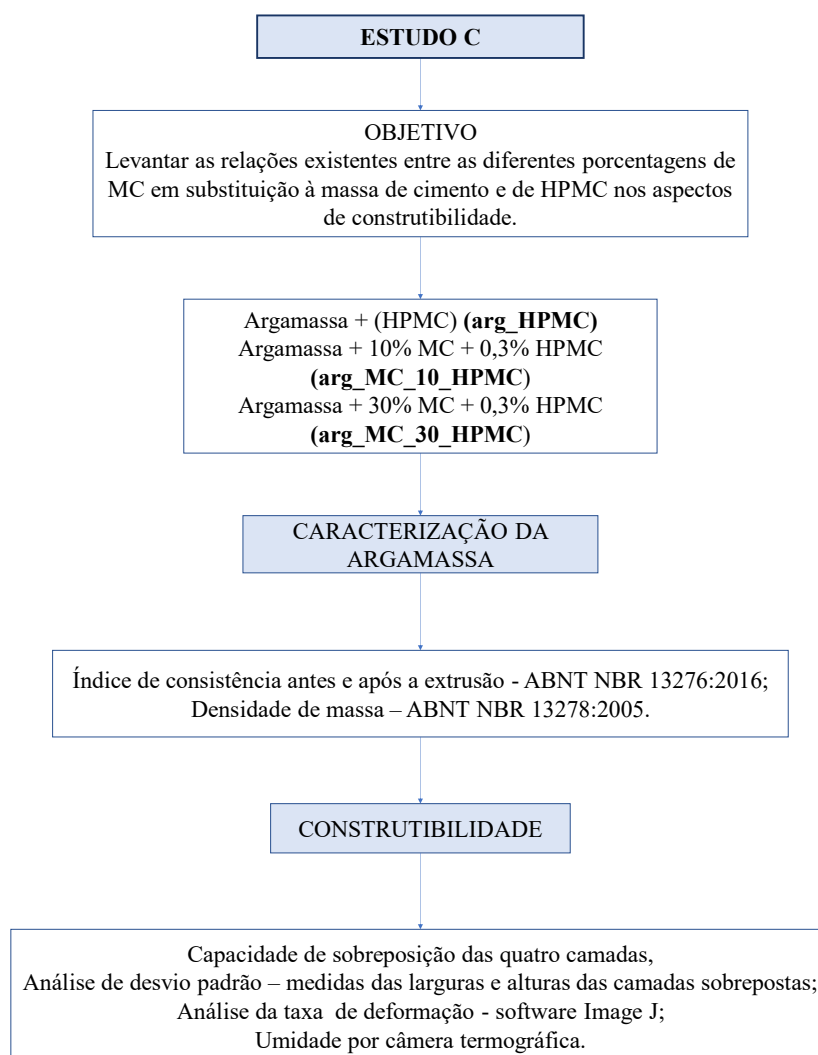 ESTUDO C
OBJETIVO
Levantar as relações existentes entre as diferentes porcentagens de
MC em substituição à massa de cimento e de HPMC nos aspectos
de construtibilidade.
Argamassa + (HPMC) (arg_HPMC)
Argamassa + 10% MC + 0,3% HPMC
(arg_MC_10_HPMC)
Argamassa + 30% MC + 0,3% HPMC
(arg_MC_30_HPMC)
CARACTERIZAÇÃO DA
ARGAMASSA
Índice de consistência antes e após a extrusão - ABNT NBR 13276:2016;
Densidade de massa – ABNT NBR 13278:2005.
CONSTRUTIBILIDADE
Capacidade de sobreposição das quatro camadas,
Análise de desvio padrão – medidas das larguras e alturas das camadas sobrepostas;
Análise da taxa de deformação - software Image J;
Umidade por câmera termográfica.